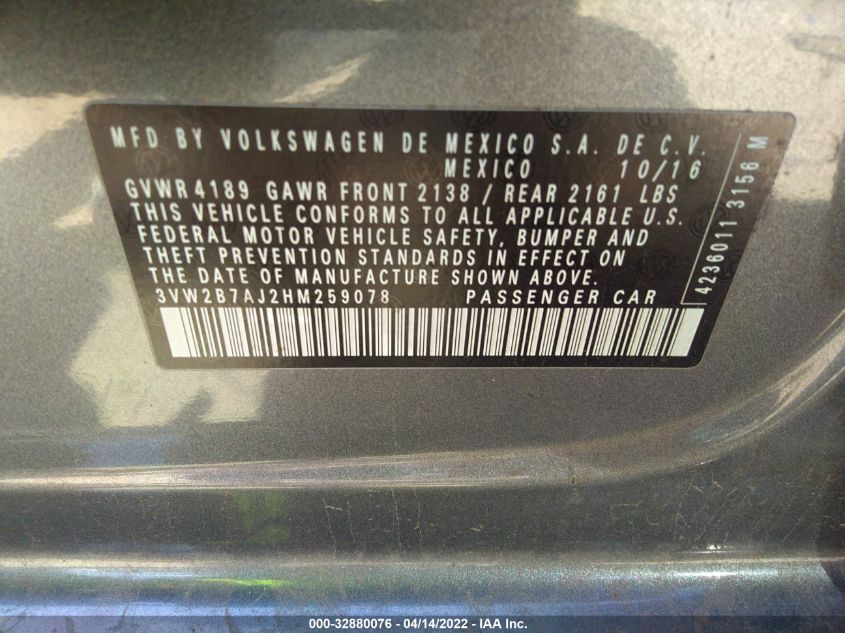 MFD BY VOLKSWAGEN DE MEXICO S.A. DE C.V.
MEXICO 10/16
GVWR 4189 GAWR FRONT 2138 / REAR 2161 LBS
THIS VEHICLE CONFORMS TO ALL APPLICABLE U.S.
FEDERAL MOTOR VEHICLE SAFETY, BUMPER AND
THEFT PREVENTION STANDARDS IN EFFECT ON
THE DATE OF MANUFACTURE SHOWN ABOVE.
3VW2B7AJ2HM259078 PASSENGER CAR
4236011 3156 M
000-32880076 - 04/14/2022 - IAA Inc.